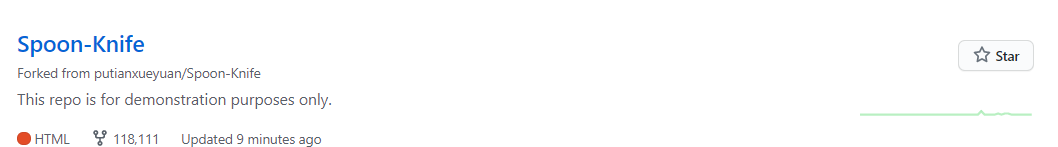 Spoon-Knife
Star
Forked from putianxueyuan/Spoon-Knife
This repo is for demonstration purposes only.
HTML 118,111 Updated 9 minutes ago